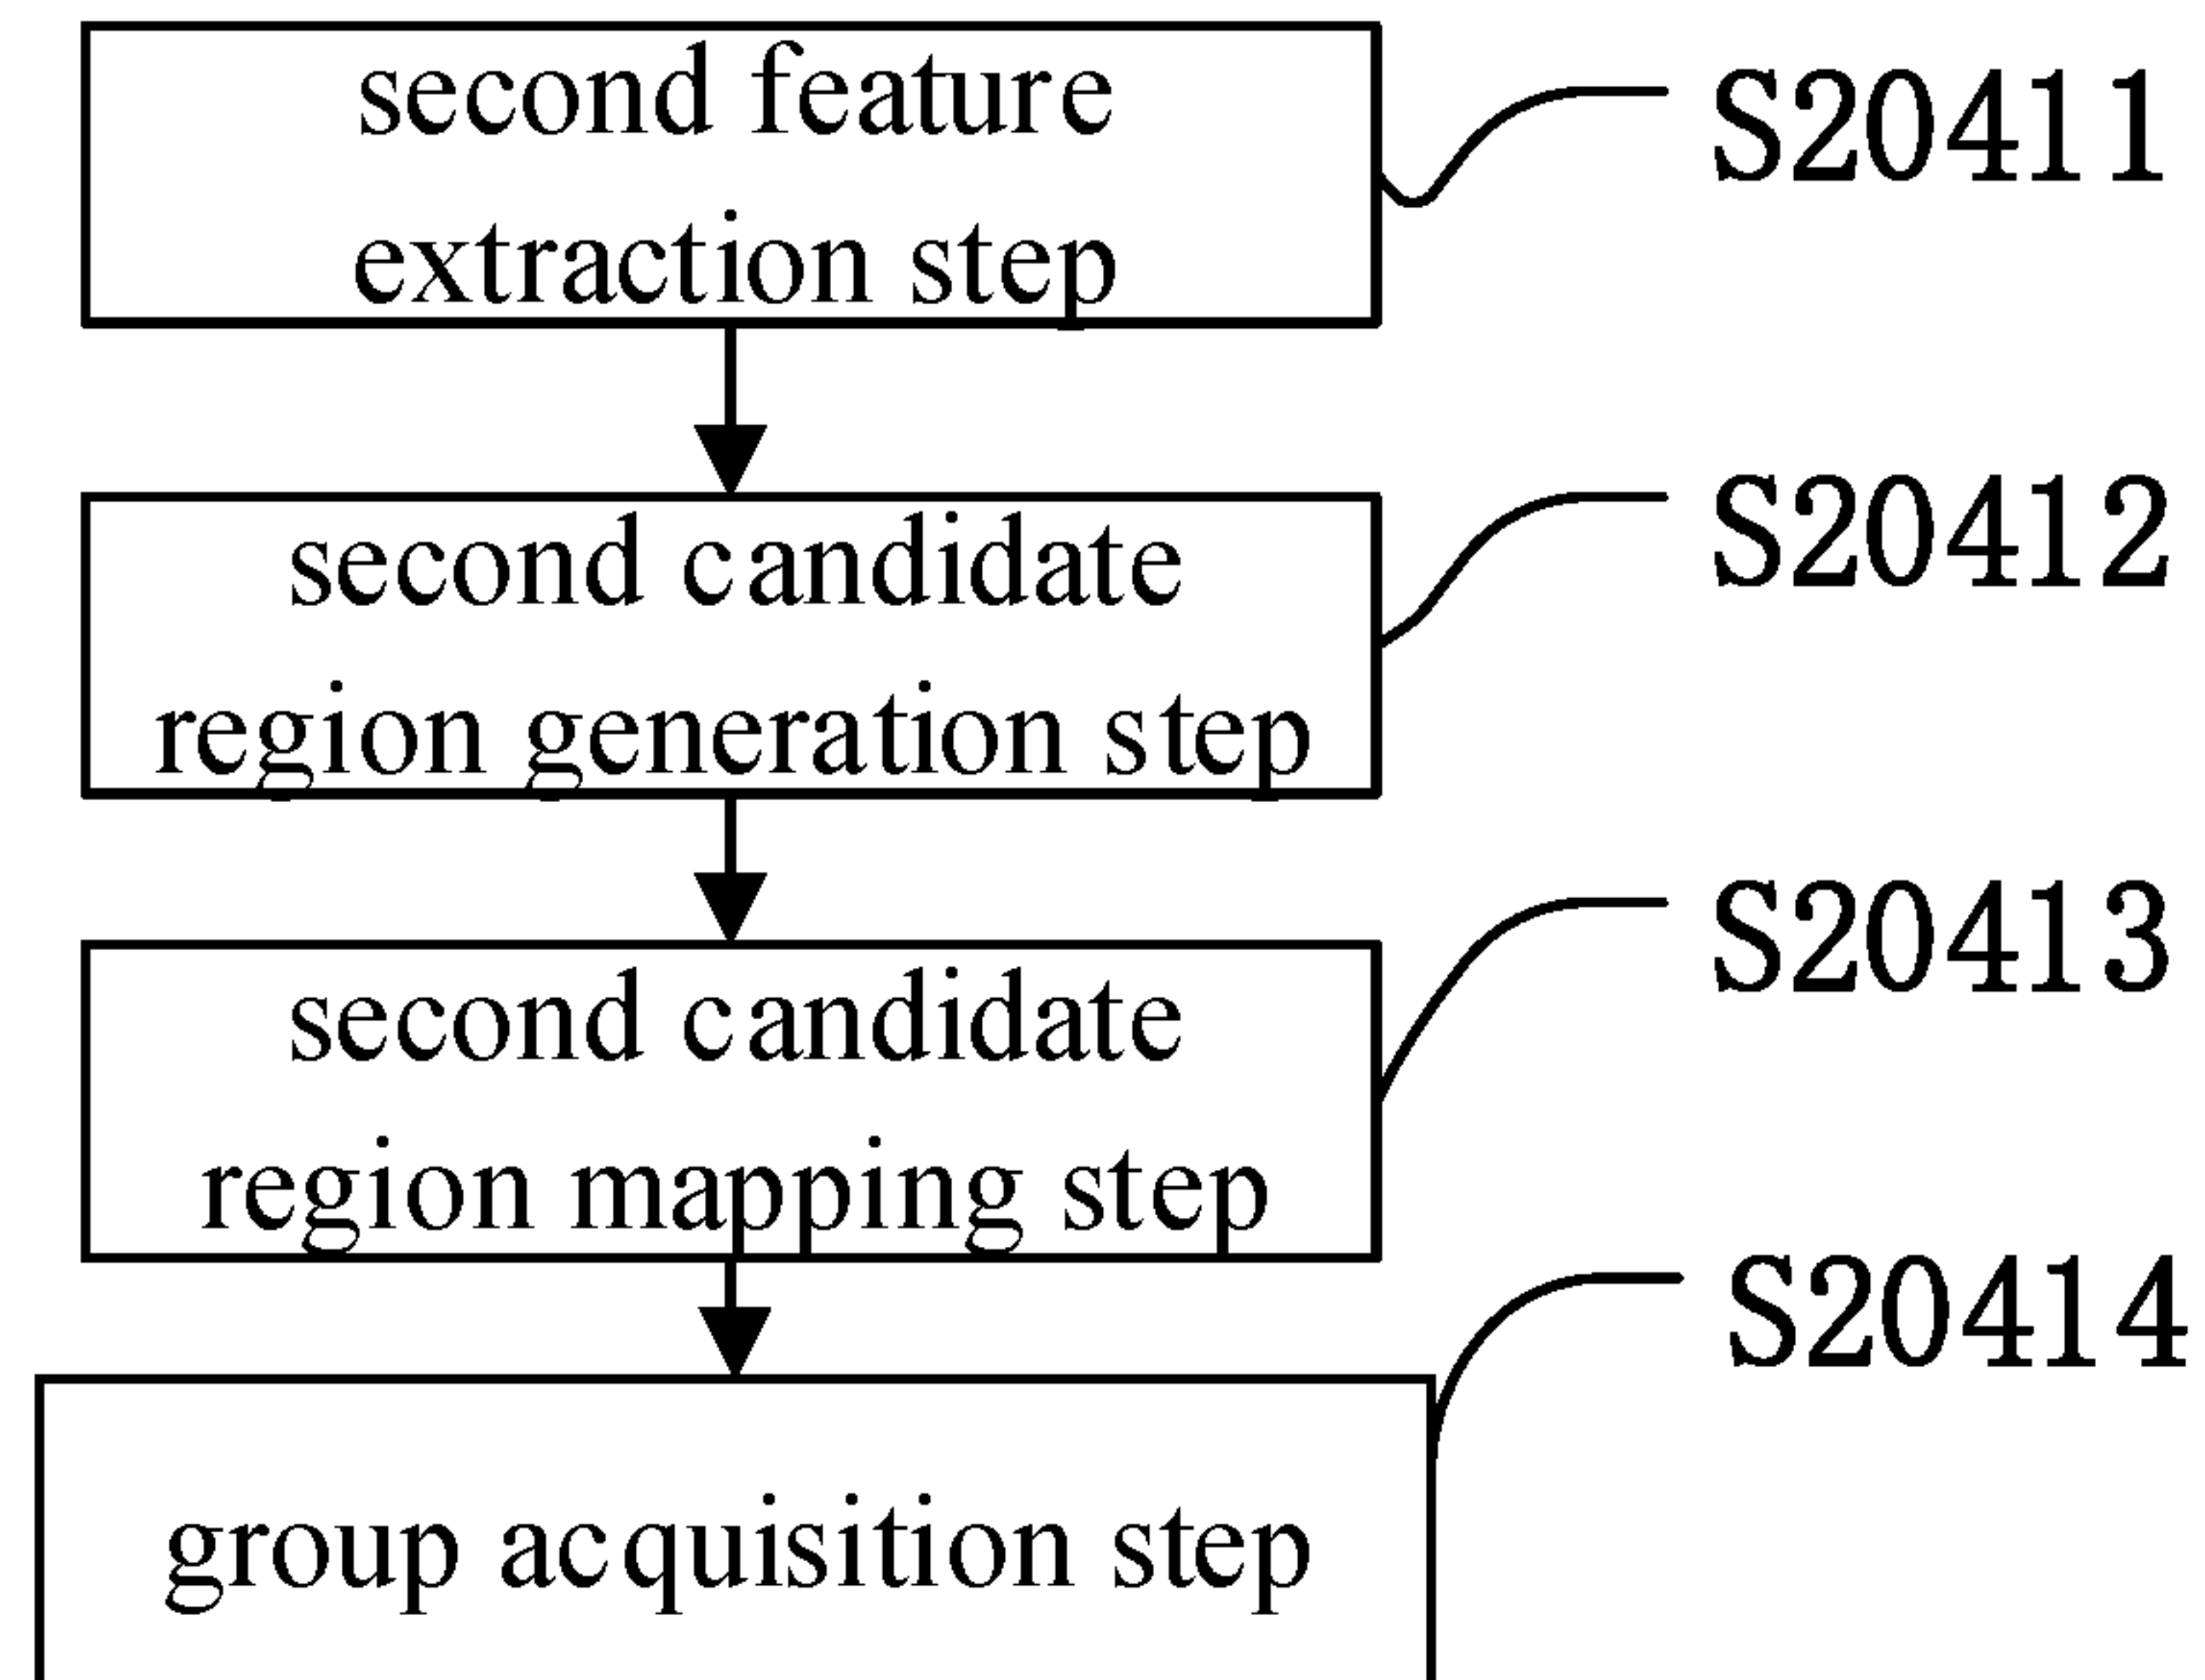 second feature
extraction step
S20411
second candidate
region generation step
S20412
second candidate
region mapping step
S20413
group acquisition step
S20414